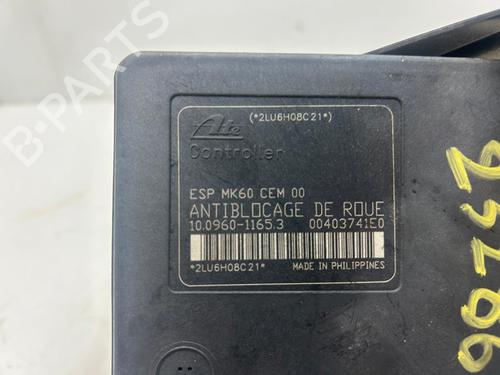 B-PARTS
(*2LU6H08C21*)
Ate
Controller
ESP MK60 CEM 00
ANTIBLOCAGE DE ROUE
10.0960-1165.3 00403741E0
*2LU6H08C21* MADE IN PHILIPPINES